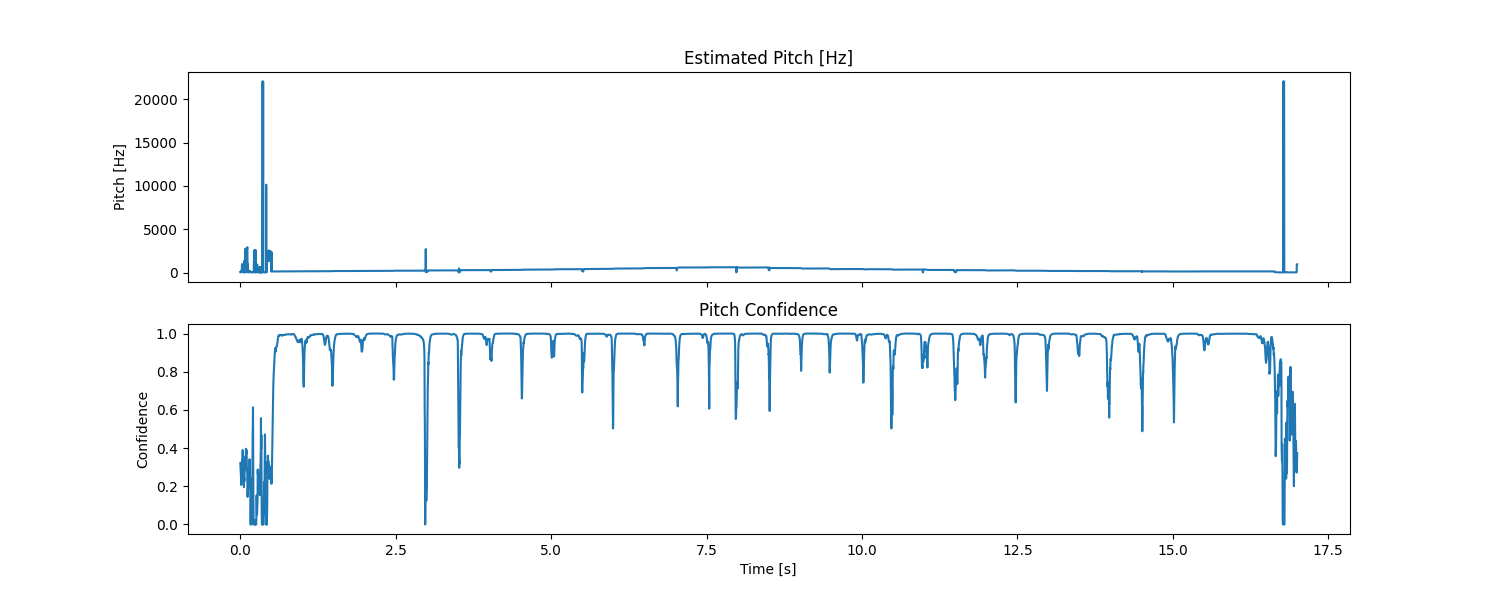 Estimated Pitch [Hz]
Pitch [Hz]
20000
15000
10000
5000
0
Pitch Confidence
Confidence
1.0
0.8
0.6
0.4
0.2
0.0
0.0 2.5 5.0 7.5 10.0 12.5 15.0 17.5
Time [s]